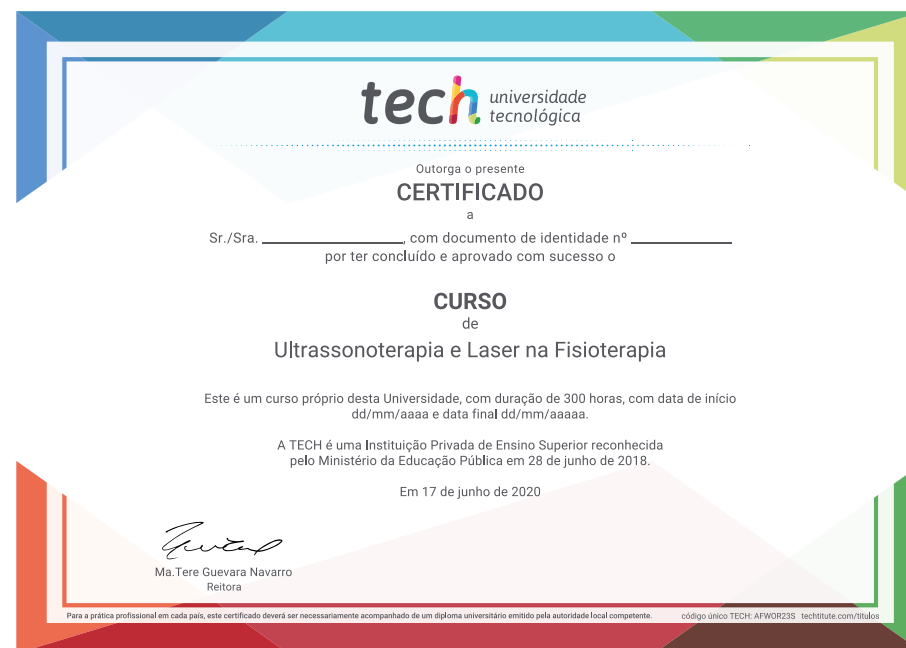 tech universidade
tecnológica
Outorga o presente
CERTIFICADO
a
Sr./Sra. ________________, com documento de identidade nº ____________
por ter concluído e aprovado com sucesso o
CURSO
de
Ultrassonoterapia e Laser na Fisioterapia
Este é um curso próprio desta Universidade, com duração de 300 horas, com data de início
dd/mm/aaaa e data final dd/mm/aaaaa.
A TECH é uma Instituição Privada de Ensino Superior reconhecida
pelo Ministério da Educação Pública em 28 de junho de 2018.
Em 17 de junho de 2020
Ma.Tere Guevara Navarro
Reitora
Para a prática profissional em cada país, este certificado deverá ser necessariamente acompanhado de um diploma universitário emitido pela autoridade local competente. código único TECH: AFWOR23S techtitute.com/titulos